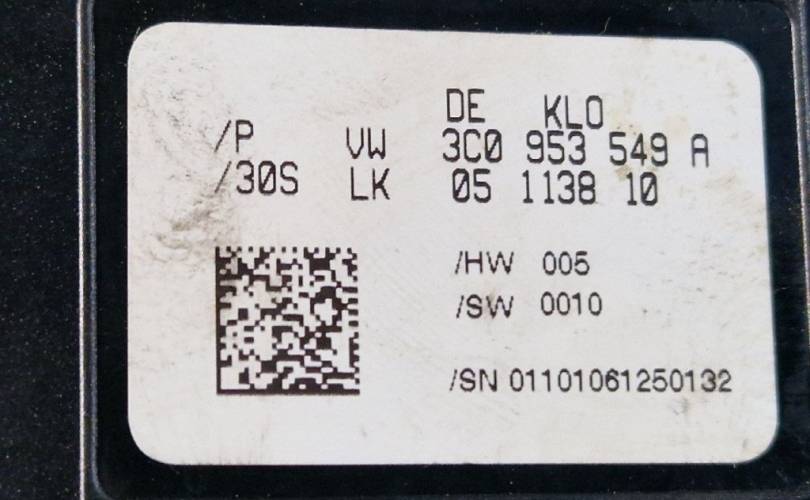 DE KLO
/P VW 3C0 953 549 A
/30S LK 05 1138 10
/HW 005
/SW 0010
/SN 01101061250132